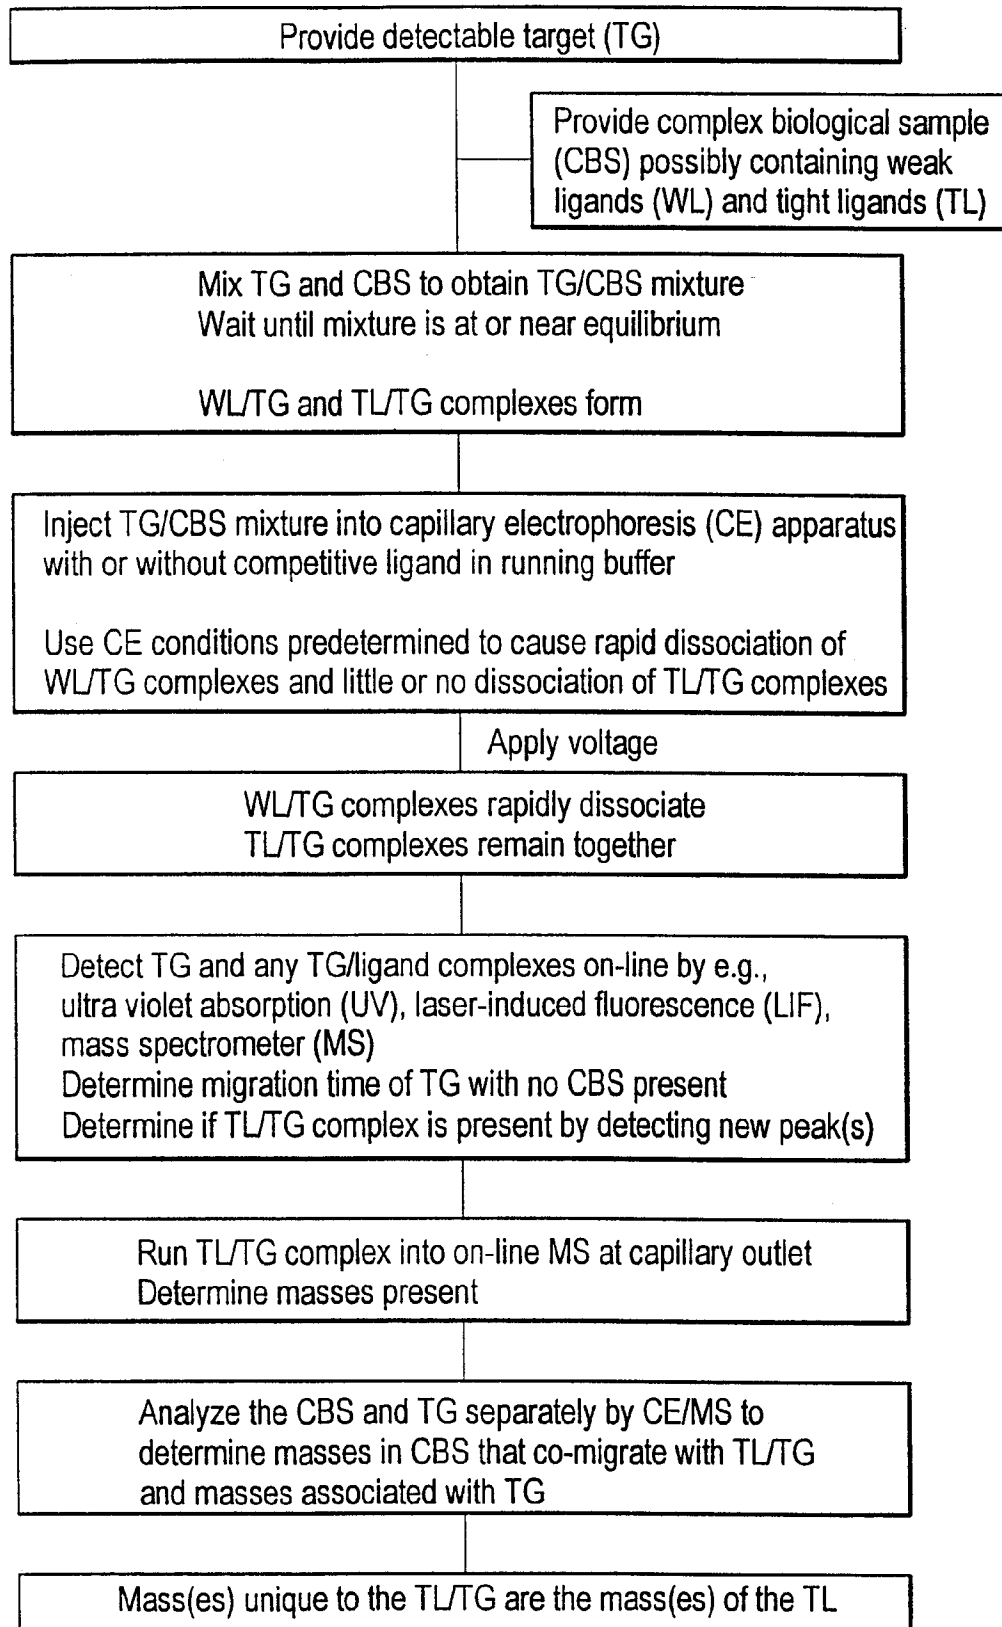 Provide detectable target (TG)
Provide complex biological sample
(CBS) possibly containing weak
ligands (WL) and tight ligands (TL)
Mix TG and CBS to obtain TG/CBS mixture
Wait until mixture is at or near equilibrium
WL/TG and TL/TG complexes form
Inject TG/CBS mixture into capillary electrophoresis (CE) apparatus
with or without competitive ligand in running buffer
Use CE conditions predetermined to cause rapid dissociation of
WL/TG complexes and little or no dissociation of TL/TG complexes
Apply voltage
WL/TG complexes rapidly dissociate
TL/TG complexes remain together
Detect TG and any TG/ligand complexes on-line by e.g.,
ultra violet absorption (UV), laser-induced fluorescence (LIF),
mass spectrometer (MS)
Determine migration time of TG with no CBS present
Determine if TL/TG complex is present by detecting new peak(s)
Run TL/TG complex into on-line MS at capillary outlet
Determine masses present
Analyze the CBS and TG separately by CE/MS to
determine masses in CBS that co-migrate with TL/TG
and masses associated with TG
Mass(es) unique to the TL/TG are the mass(es) of the TL